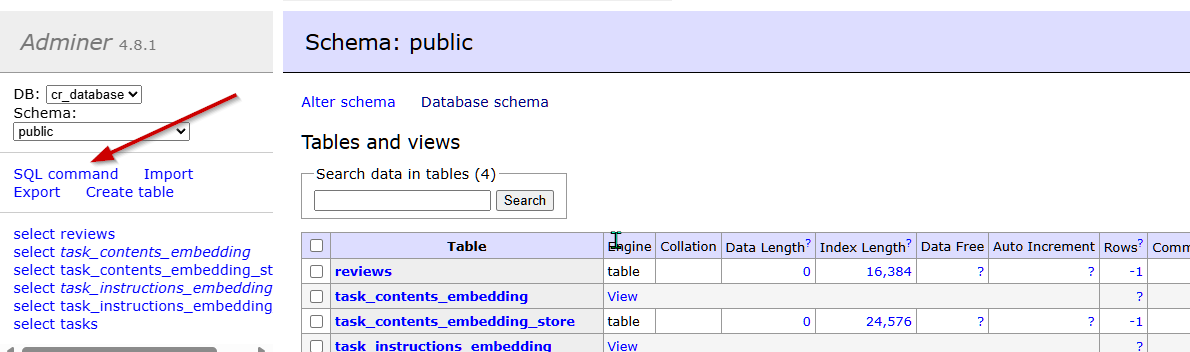 Adminer 4.8.1
DB: cr_database
Schema:
public
SQL command Import
Export Create table
select reviews
select task_contents_embedding
select task_contents_embedding_st
select task_instructions_embedding
select task_instructions_embedding
select tasks
Schema: public
Alter schema Database schema
Tables and views
Search data in tables (4)
Search
Table Engine Collation Data Length? Index Length? Data Free Auto Increment Rows? Comm
reviews table 0 16,384 ? ? -1
task_contents_embedding View ?
task_contents_embedding_store table 0 24,576 ? ? -1
task_instructions_embedding View ?